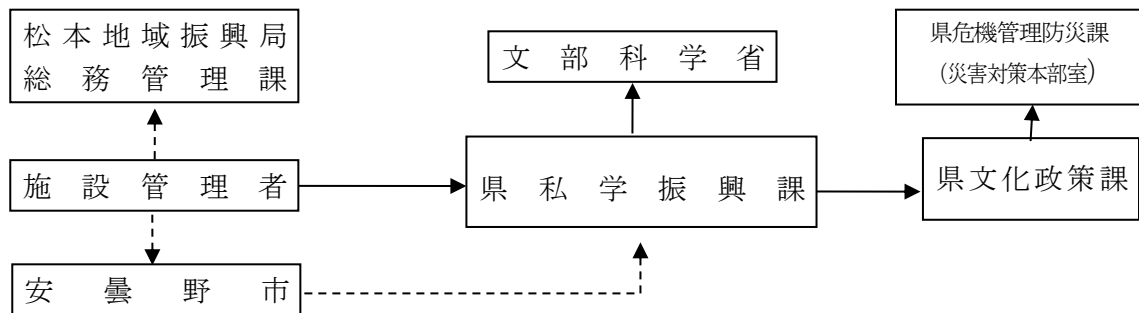 松本地域振興局
総務管理課
文部科学省
県危機管理防災課
(災害対策本部室)
施設管理者
県私学振興課
県文化政策課
安曇野市